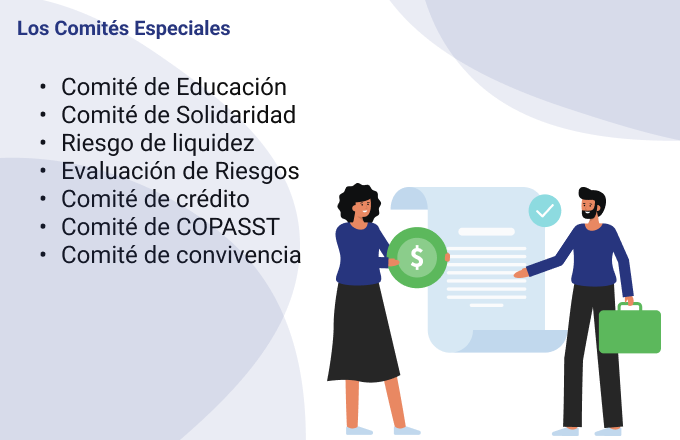 Los Comités Especiales
• Comité de Educación
• Comité de Solidaridad
• Riesgo de liquidez
• Evaluación de Riesgos
• Comité de crédito
• Comité de COPASST
• Comité de convivencia
$